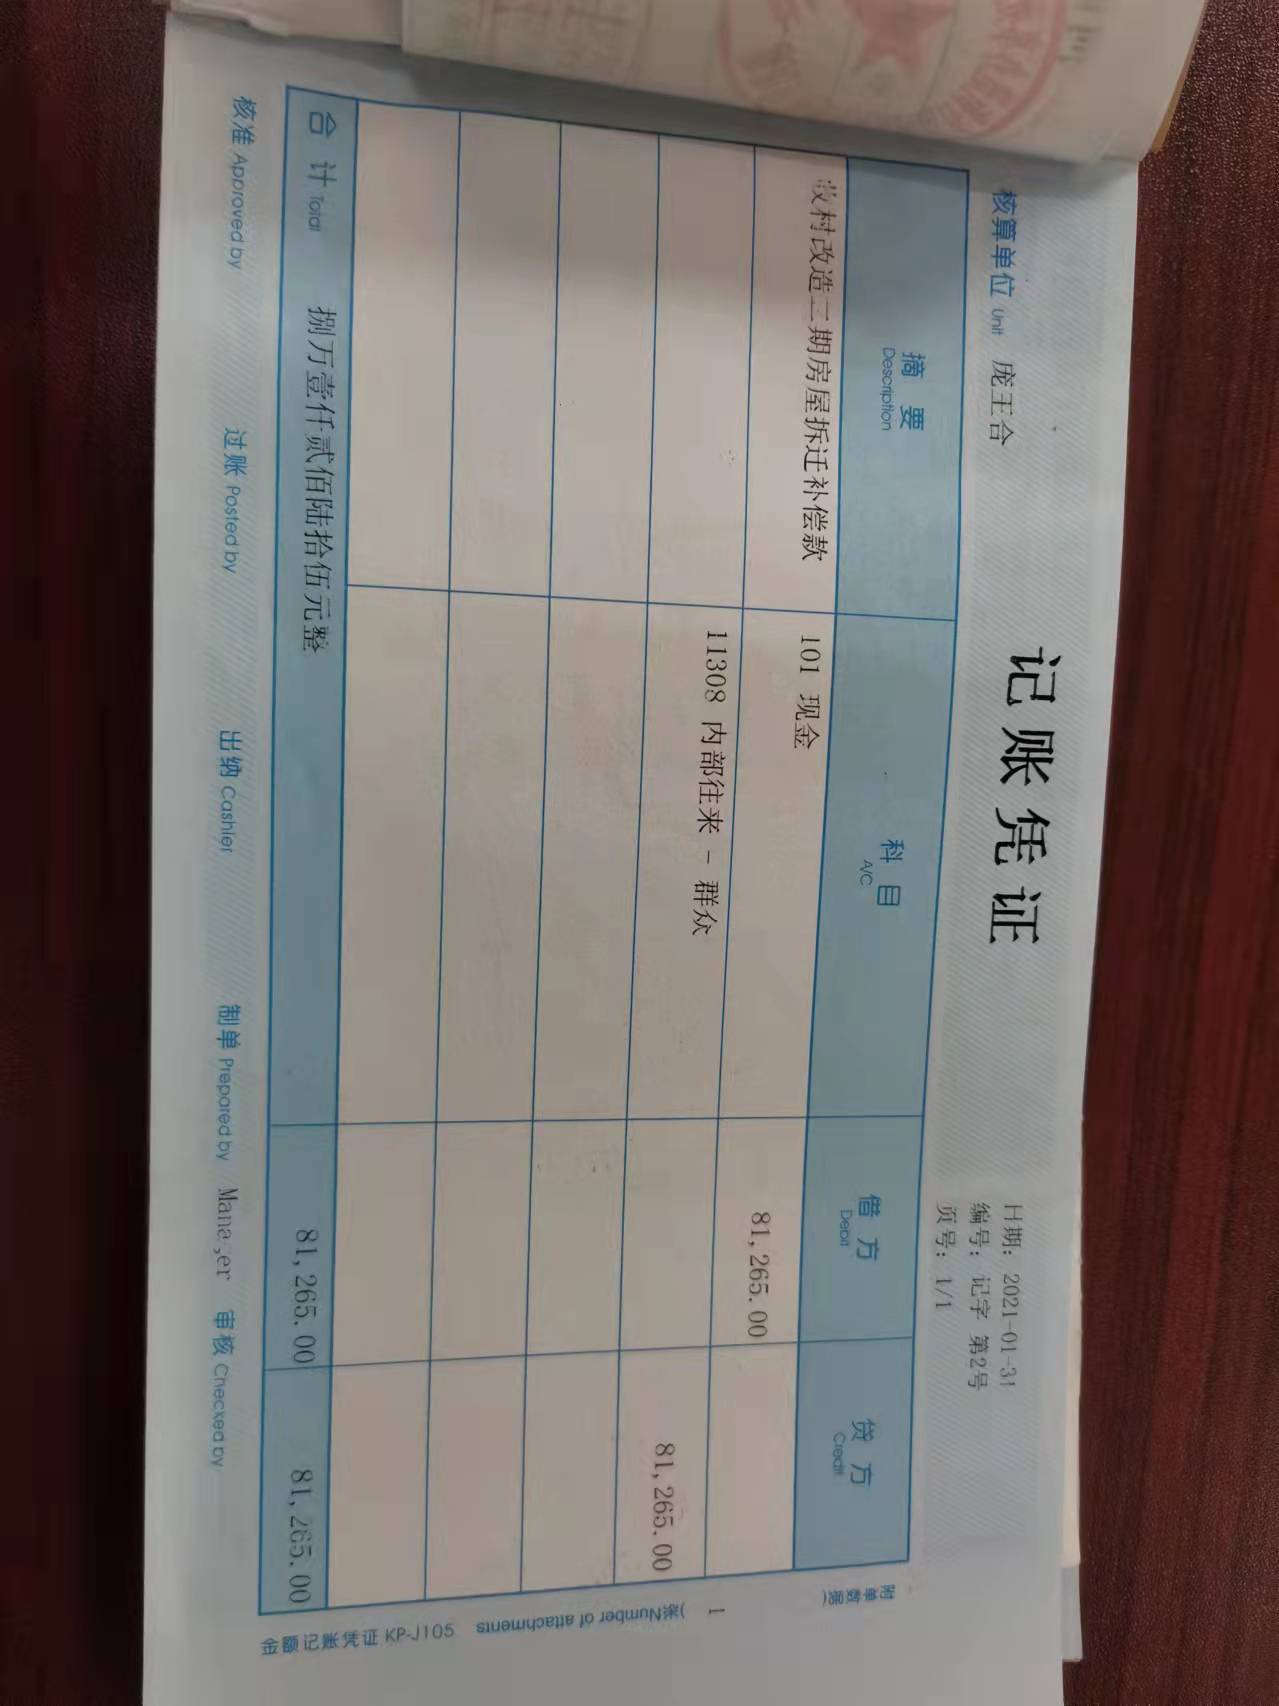 记账凭证
核算单位 Unit 庞王合
日期：2021-01-31
编号：记字 第2号
页号：1/1
摘要 Description 科目 A/C 借方 Debit 贷方 Credit
村改造二期房屋拆迁补偿款 101 现金 81,265.00
11308 内部往来 - 群众 81,265.00
合计 Total 捌万壹仟贰佰陆拾伍元整 81,265.00 81,265.00
核准 Approved by 过账 Posted by 出纳 Cashier 制单 Prepared by Manager 审核 Checked by
附单数据
1
Number of attachments
金额记账凭证 KP-J105